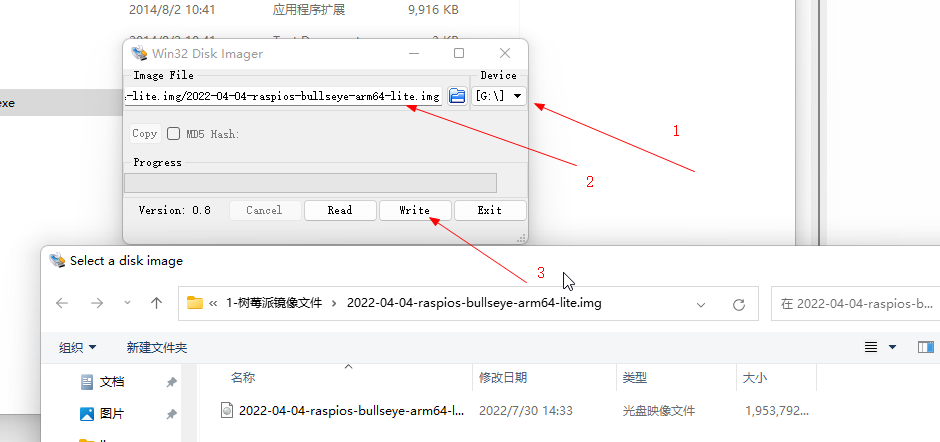 2014/8/2 10:41 应用程序扩展 9,916 KB
2014/8/2 10:41
exe
Win32 Disk Imager
Image File Device
:-lite.img/2022-04-04-raspios-bullseye-arm64-lite.img [G:\]
1
Copy MD5 Hash:
Progress
2
Version: 0.8 Cancel Read Write Exit
Select a disk image
3
« 1-树莓派镜像文件 › 2022-04-04-raspios-bullseye-arm64-lite.img 在 2022-04-04-raspios-b...
组织 新建文件夹
名称 修改日期 类型 大小
文档
图片
2022-04-04-raspios-bullseye-arm64-l... 2022/7/30 14:33 光盘映像文件 1,953,792...